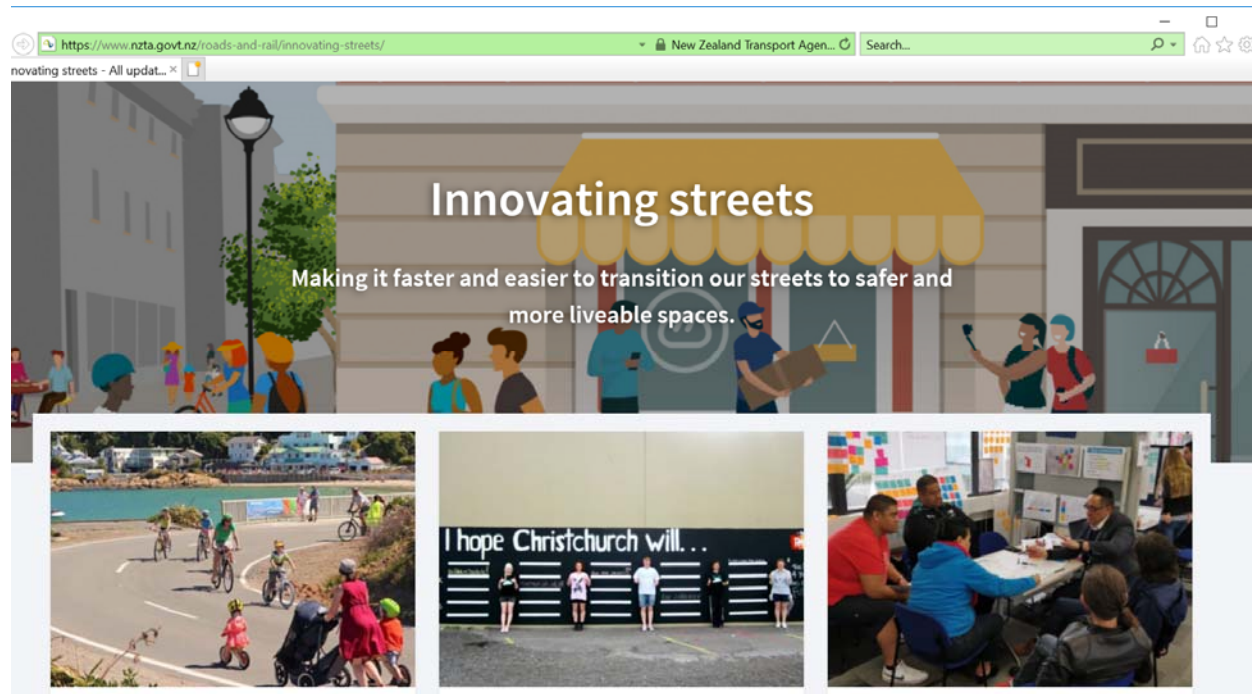 https://www.nzta.govt.nz/roads-and-rail/innovating-streets/
New Zealand Transport Agen...
Search...
novating streets - All updat...
Innovating streets
Making it faster and easier to transition our streets to safer and
more liveable spaces.
I hope Christchurch will...